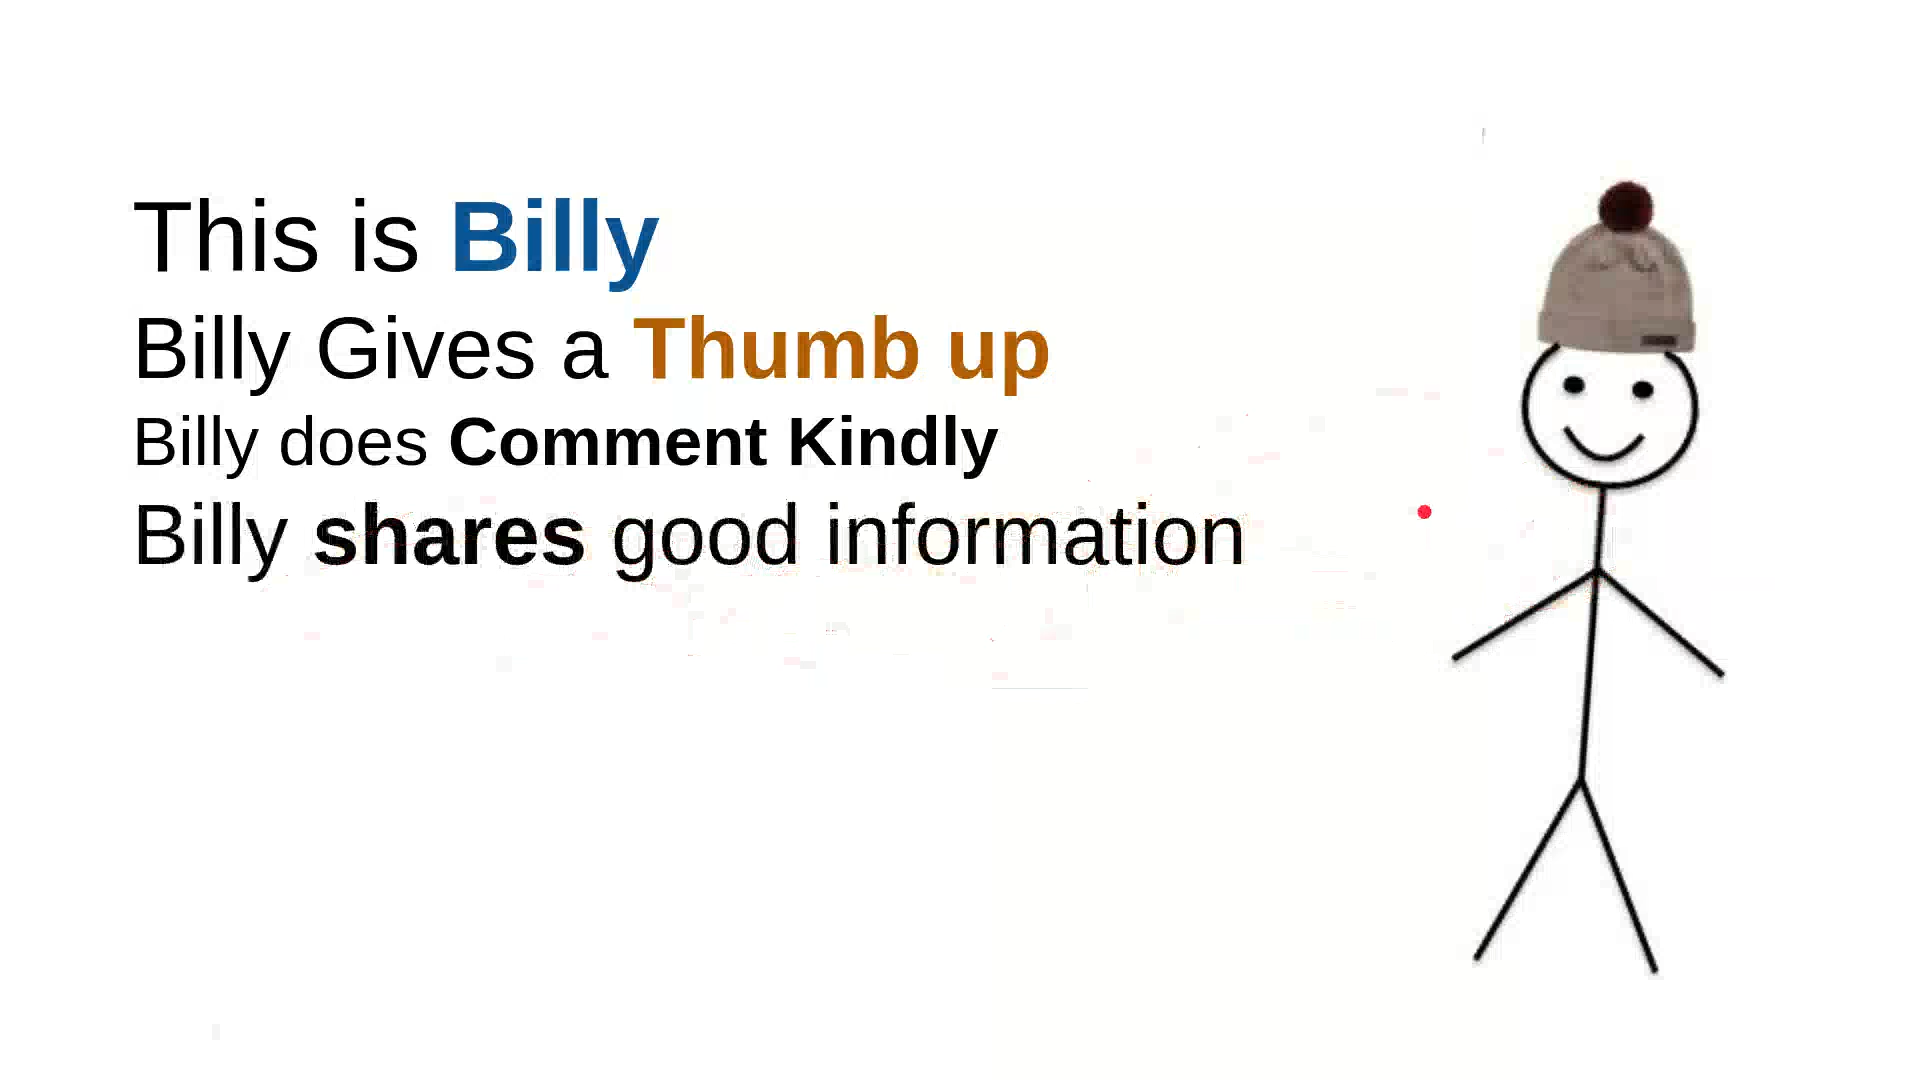 This is Billy
Billy Gives a Thumb up
Billy does Comment Kindly
Billy shares good information